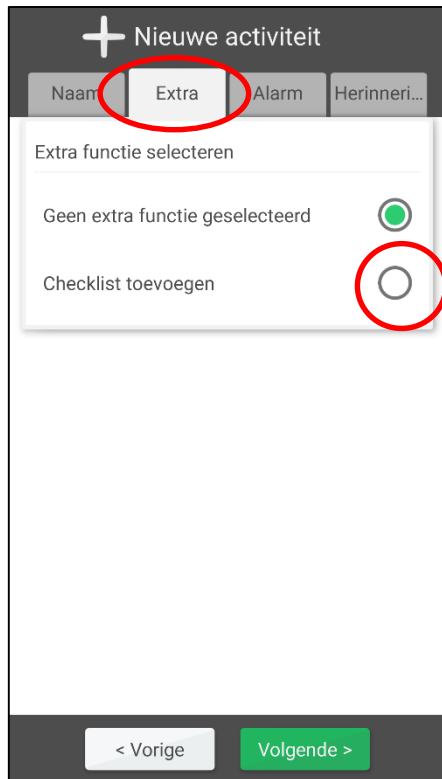 Nieuwe activiteit
Naam Extra Alarm Herinneri...
Extra functie selecteren
Geen extra functie geselecteerd
Checklist toevoegen
< Vorige Volgende >